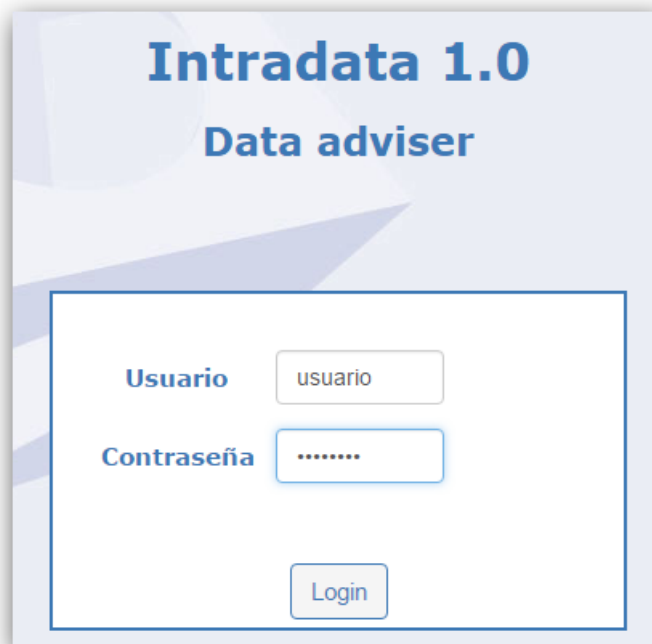 Intradata 1.0
Data adviser
Usuario usuario
Contraseña ••••••••
Login